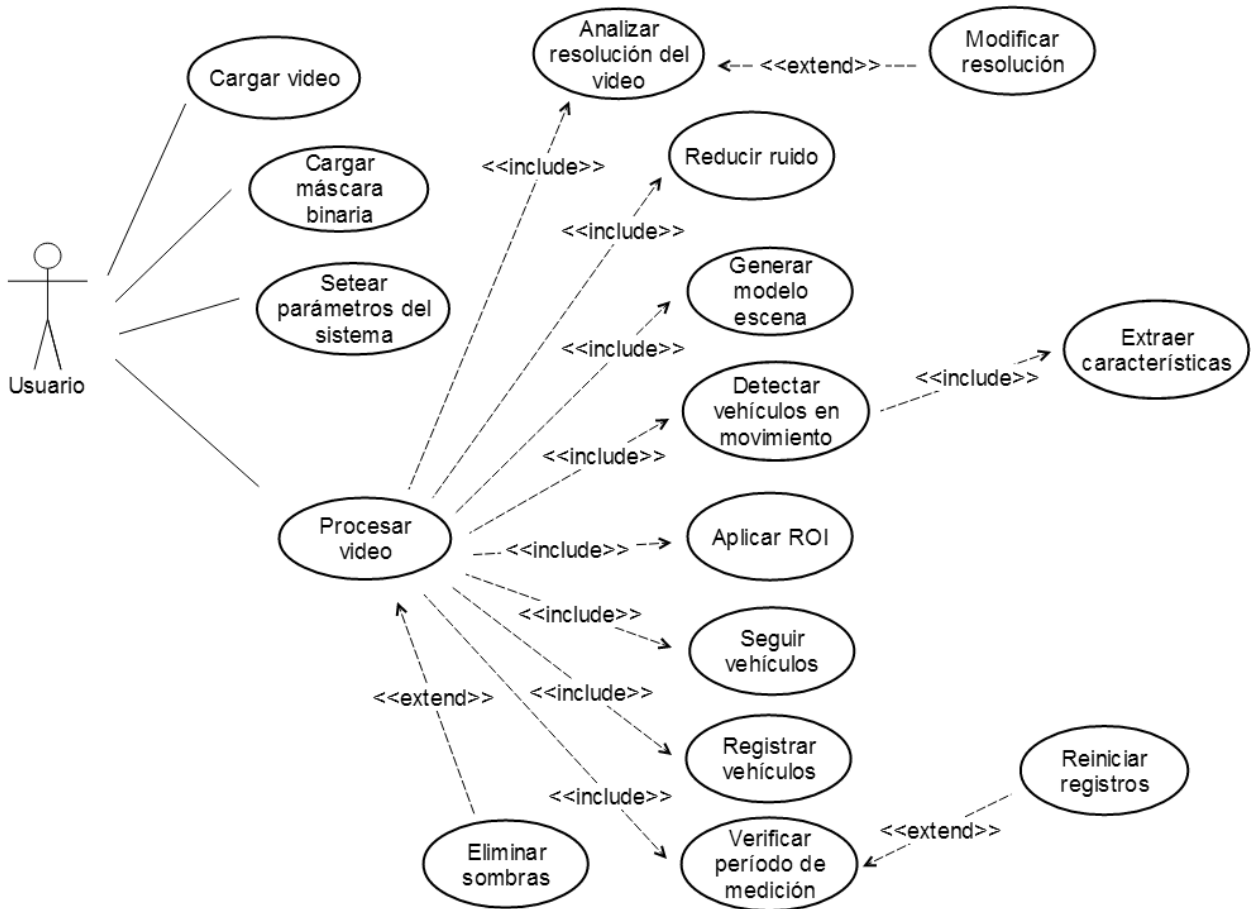 Analizar
resolución del
video
<<extend>>
Modificar
resolución
Cargar video
<<include>>
Reducir ruido
Cargar
máscara
binaria
<<include>>
Generar
modelo
escena
Setear
parámetros del
sistema
<<include>>
Extraer
características
Usuario
Detectar
vehículos en
movimiento
<<include>>
<<include>>
Procesar
video
<<include>>
Aplicar ROI
<<include>>
Seguir
vehículos
<<extend>>
<<include>>
Registrar
vehículos
Reiniciar
registros
<<include>>
<<extend>>
Eliminar
sombras
Verificar
período de
medición